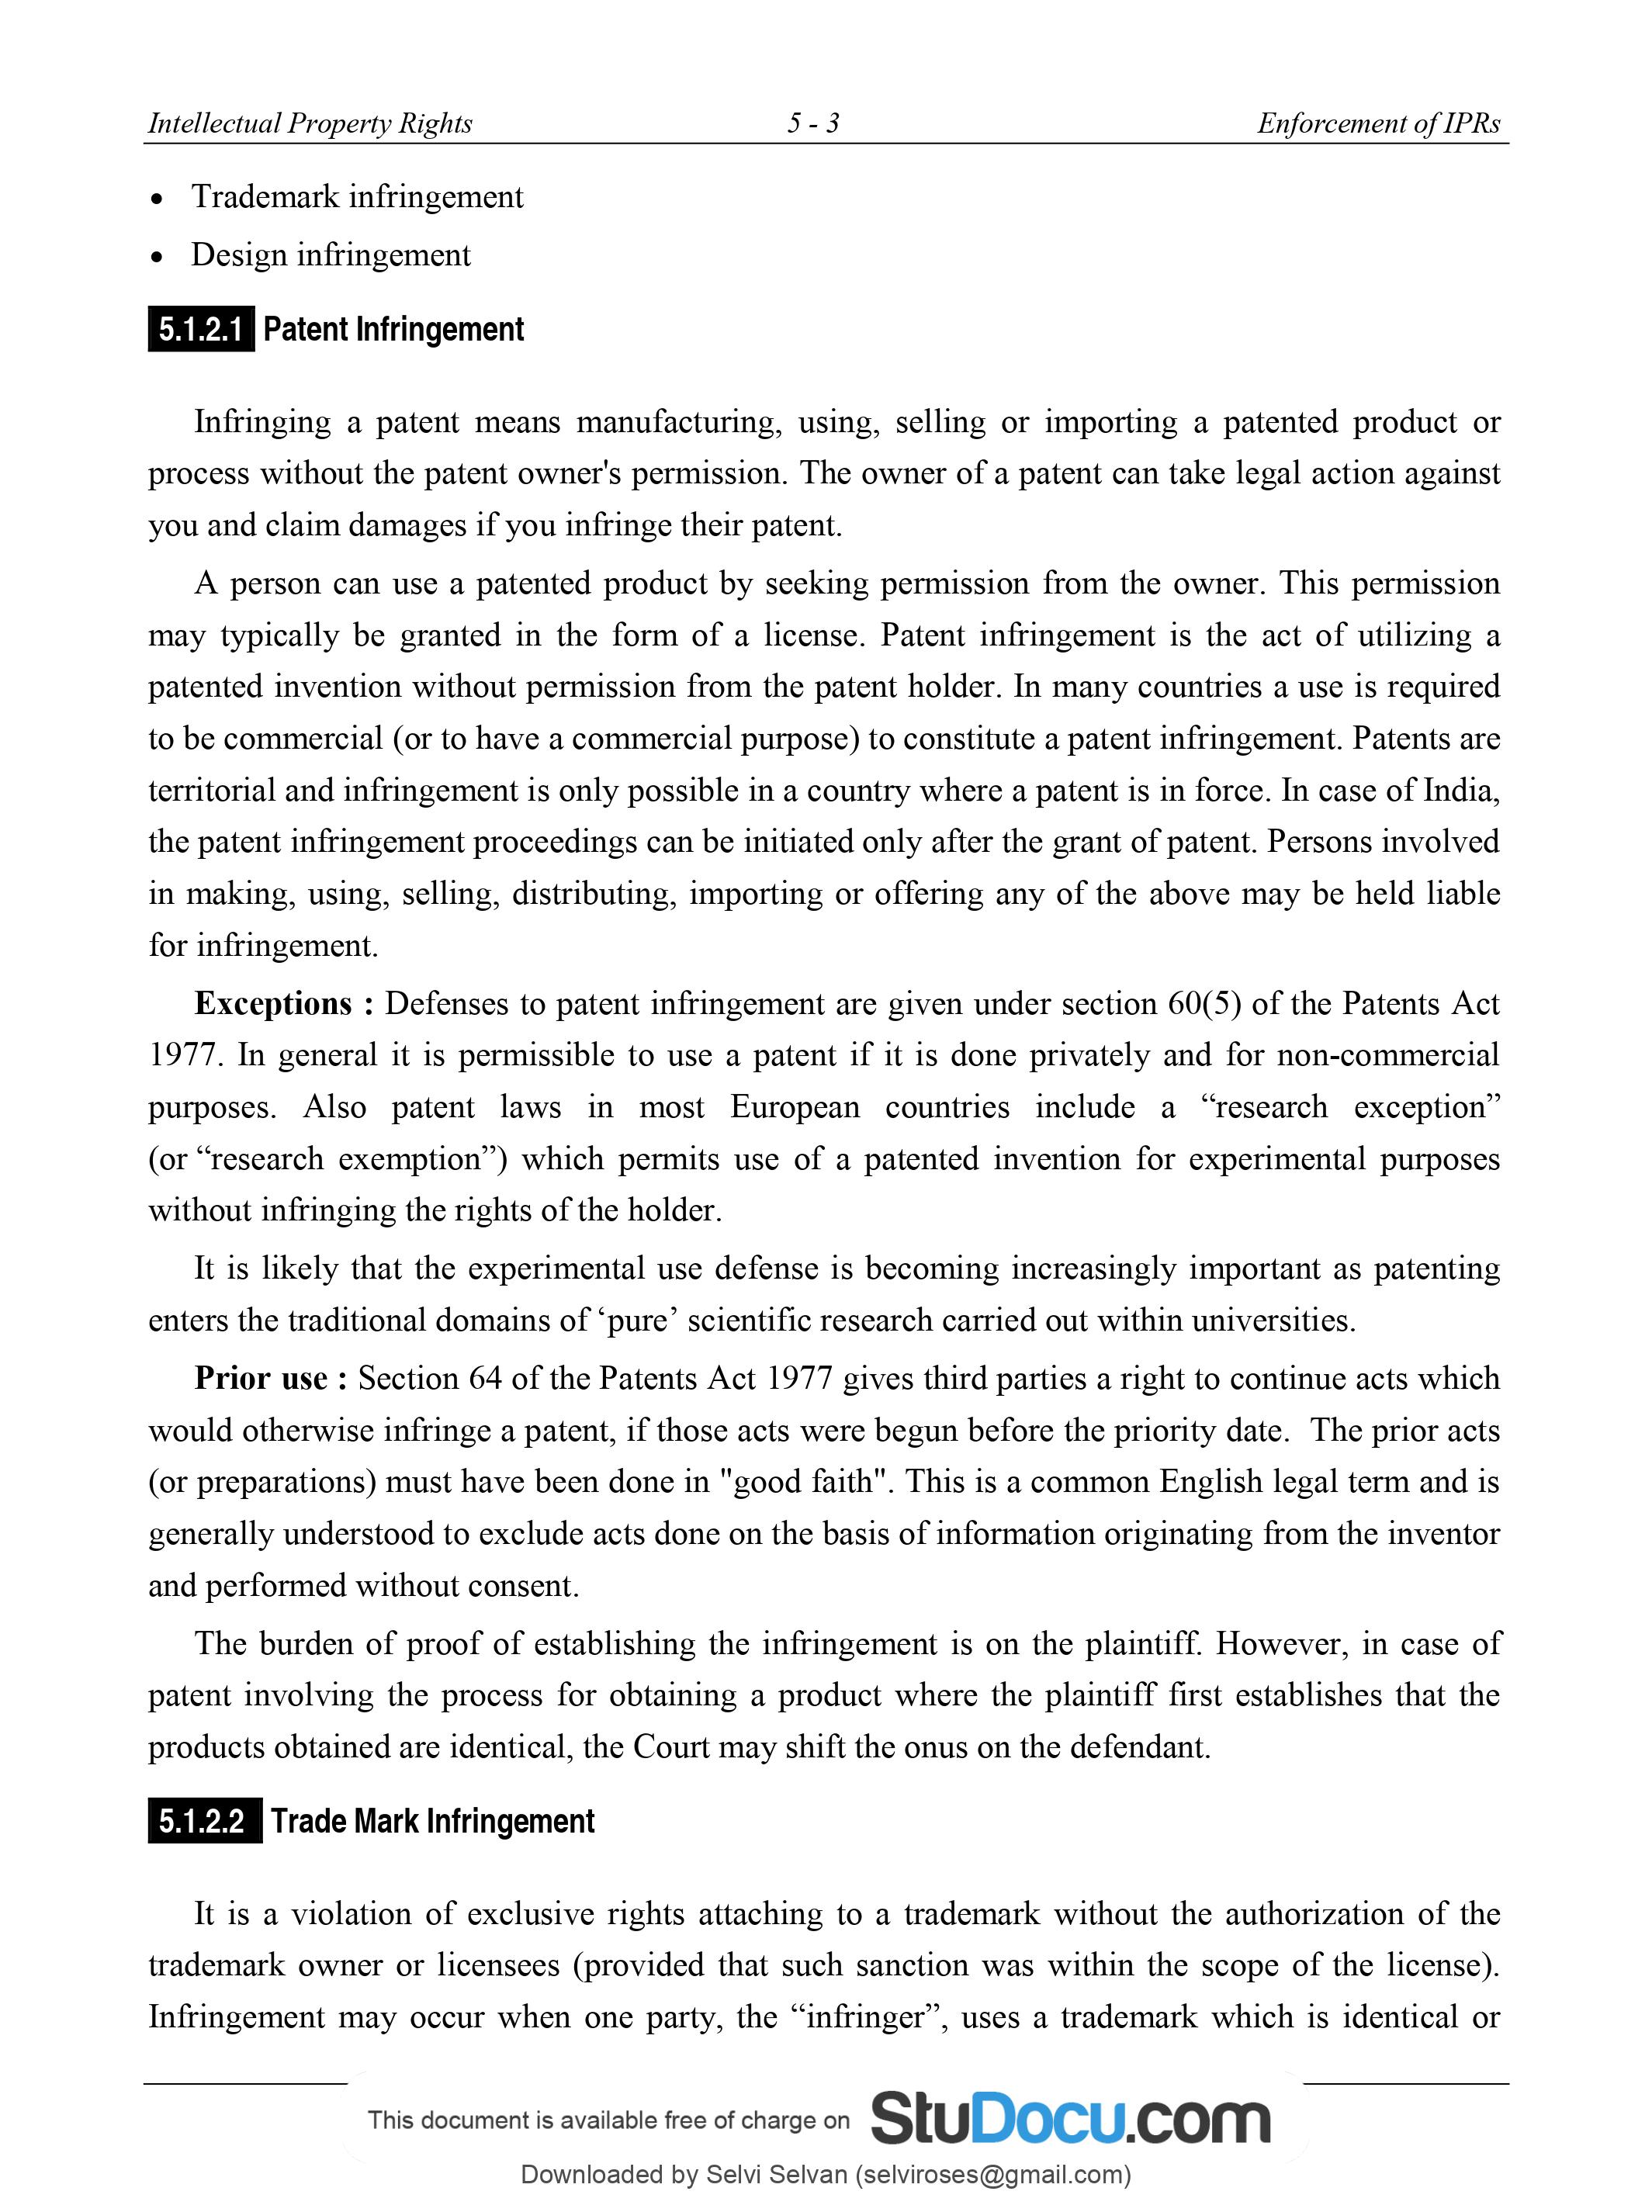 Intellectual Property Rights 5 - 3 Enforcement of IPRs
• Trademark infringement
• Design infringement
5.1.2.1 Patent Infringement
Infringing a patent means manufacturing, using, selling or importing a patented product or
process without the patent owner's permission. The owner of a patent can take legal action against
you and claim damages if you infringe their patent.
A person can use a patented product by seeking permission from the owner. This permission
may typically be granted in the form of a license. Patent infringement is the act of utilizing a
patented invention without permission from the patent holder. In many countries a use is required
to be commercial (or to have a commercial purpose) to constitute a patent infringement. Patents are
territorial and infringement is only possible in a country where a patent is in force. In case of India,
the patent infringement proceedings can be initiated only after the grant of patent. Persons involved
in making, using, selling, distributing, importing or offering any of the above may be held liable
for infringement.
Exceptions : Defenses to patent infringement are given under section 60(5) of the Patents Act
1977. In general it is permissible to use a patent if it is done privately and for non-commercial
purposes. Also patent laws in most European countries include a “research exception”
(or “research exemption”) which permits use of a patented invention for experimental purposes
without infringing the rights of the holder.
It is likely that the experimental use defense is becoming increasingly important as patenting
enters the traditional domains of ‘pure’ scientific research carried out within universities.
Prior use : Section 64 of the Patents Act 1977 gives third parties a right to continue acts which
would otherwise infringe a patent, if those acts were begun before the priority date. The prior acts
(or preparations) must have been done in "good faith". This is a common English legal term and is
generally understood to exclude acts done on the basis of information originating from the inventor
and performed without consent.
The burden of proof of establishing the infringement is on the plaintiff. However, in case of
patent involving the process for obtaining a product where the plaintiff first establishes that the
products obtained are identical, the Court may shift the onus on the defendant.
5.1.2.2 Trade Mark Infringement
It is a violation of exclusive rights attaching to a trademark without the authorization of the
trademark owner or licensees (provided that such sanction was within the scope of the license).
Infringement may occur when one party, the “infringer”, uses a trademark which is identical or
This document is available free of charge on StuDocu.com
Downloaded by Selvi Selvan (selviroses@gmail.com)